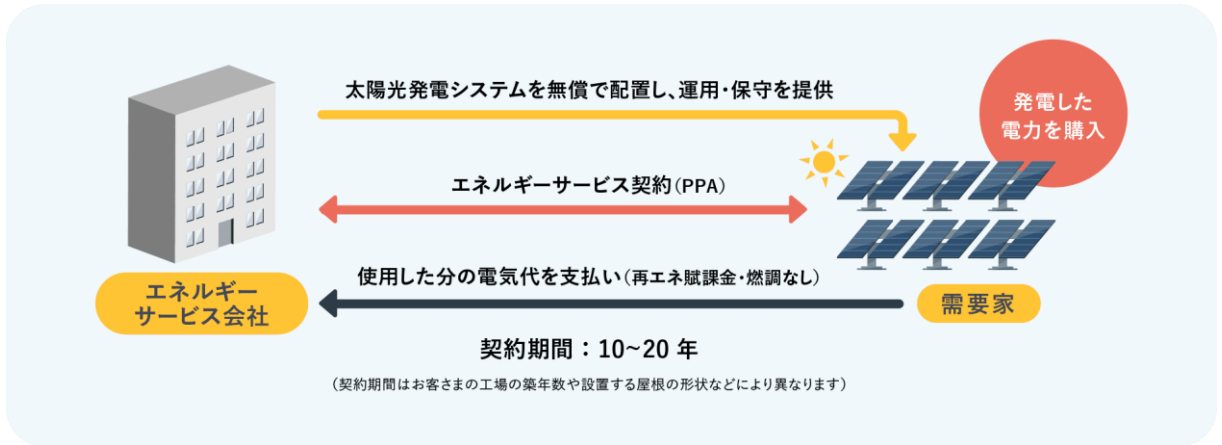 太陽光発電システムを無償で配置し、運用・保守を提供
発電した
電力を購入
エネルギーサービス契約(PPA)
使用した分の電気代を支払い(再エネ賦課金・燃調なし)
エネルギー
サービス会社
需要家
契約期間:10~20 年
(契約期間はお客さまの工場の築年数や設置する屋根の形状などにより異なります)